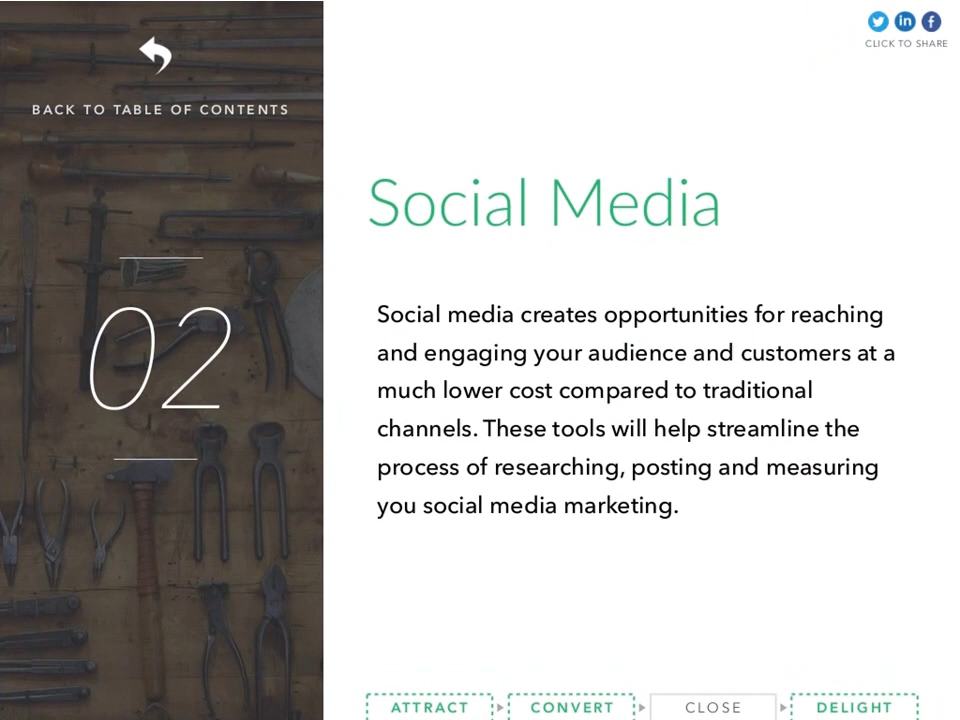 CLICK TO SHARE
BACK TO TABLE OF CONTENTS
02
Social Media
Social media creates opportunities for reaching
and engaging your audience and customers at a
much lower cost compared to traditional
channels. These tools will help streamline the
process of researching, posting and measuring
you social media marketing.
ATTRACT CONVERT CLOSE DELIGHT